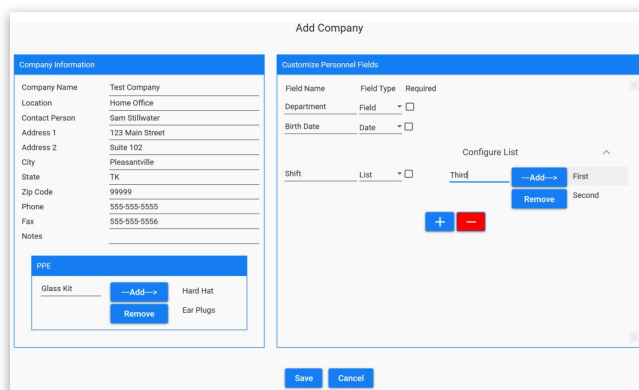 Add Company
Company Information
Company Name Test Company
Location Home Office
Contact Person Sam Stillwater
Address 1 123 Main Street
Address 2 Suite 102
City Pleasantville
State TK
Zip Code 99999
Phone 555-555-5555
Fax 555-555-5556
Notes
PPE
Glass Kit ---Add---> Hard Hat
Remove Ear Plugs
Customize Personnel Fields
Field Name Field Type Required
Department Field
Birth Date Date
Configure List
Shift List Third ---Add---> First
Remove Second
+ −
Save Cancel